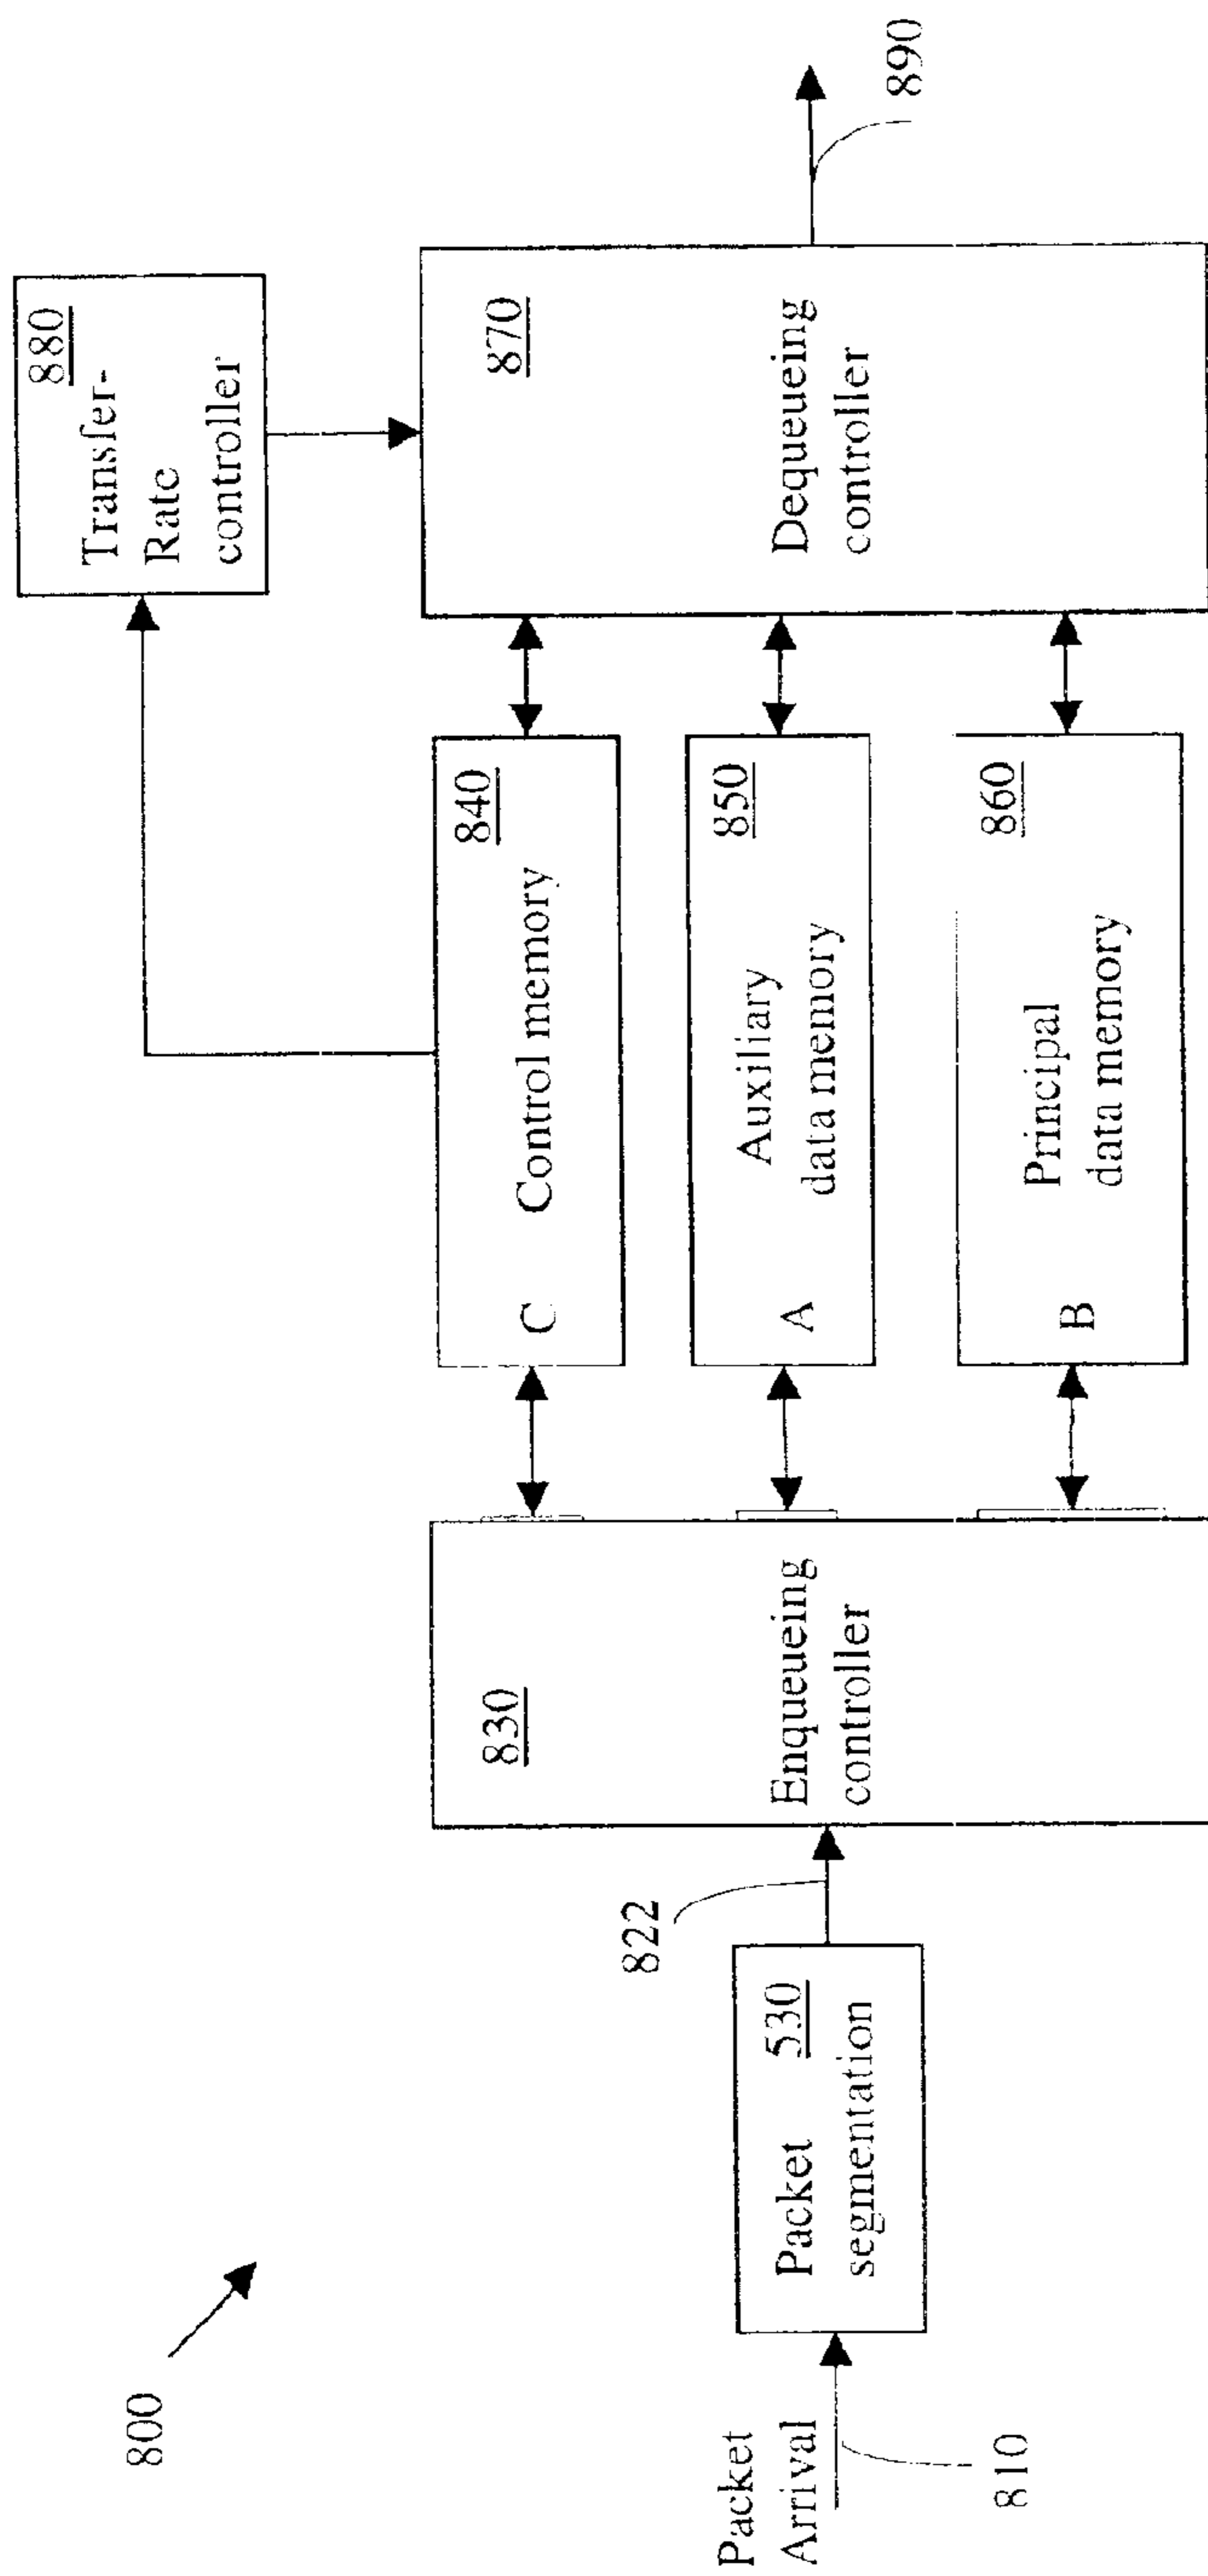 800
Packet
Arrival
810
Packet 530
segmentation
822
830
Enqueueing
controller
C Control memory 840
A Auxiliary 850
data memory
B Principal 860
data memory
880
Transfer-
Rate
controller
870
Dequeueing
controller
890